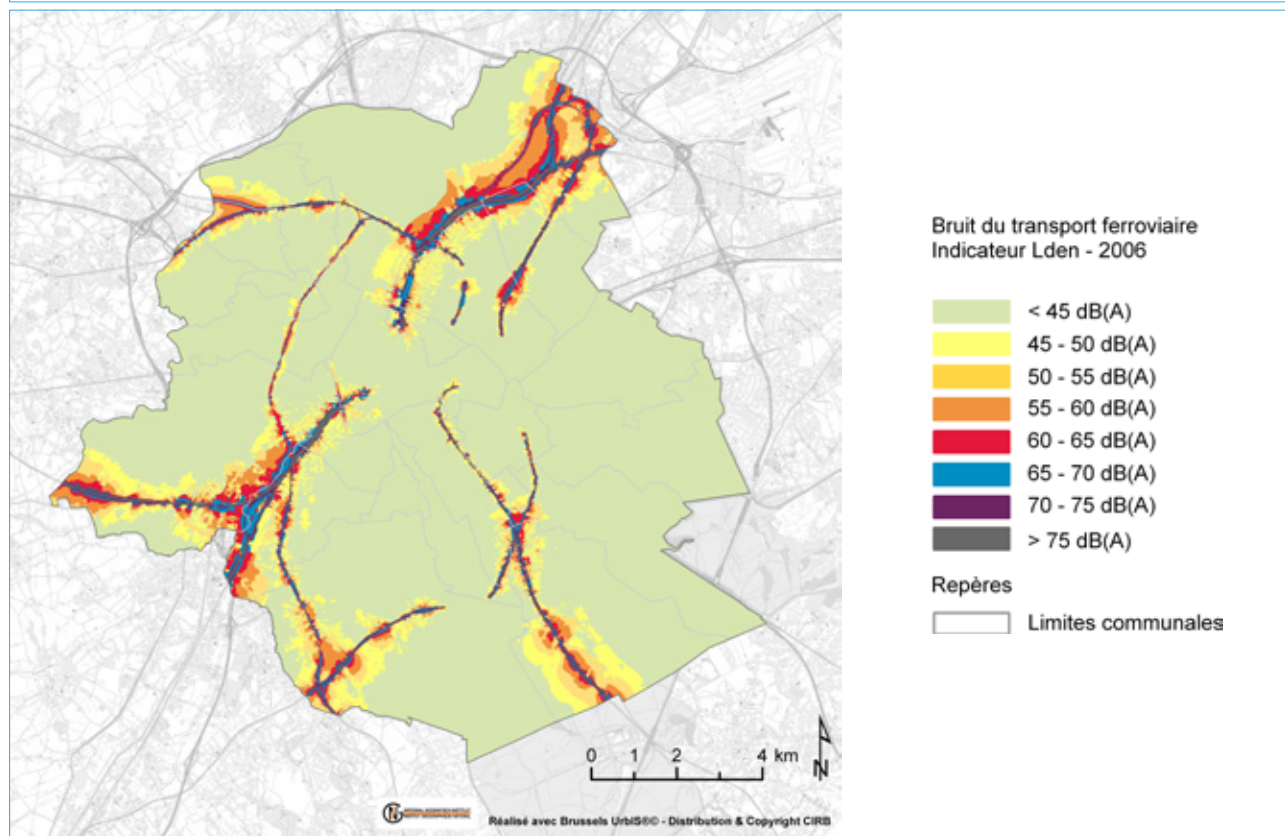 Bruit du transport ferroviaire
Indicateur Lden - 2006
< 45 dB(A)
45 - 50 dB(A)
50 - 55 dB(A)
55 - 60 dB(A)
60 - 65 dB(A)
65 - 70 dB(A)
70 - 75 dB(A)
> 75 dB(A)
Repères
Limites communales
0 1 2 4 km
N
Réalisé avec Brussels UrbIS®© - Distribution & Copyright CIRB